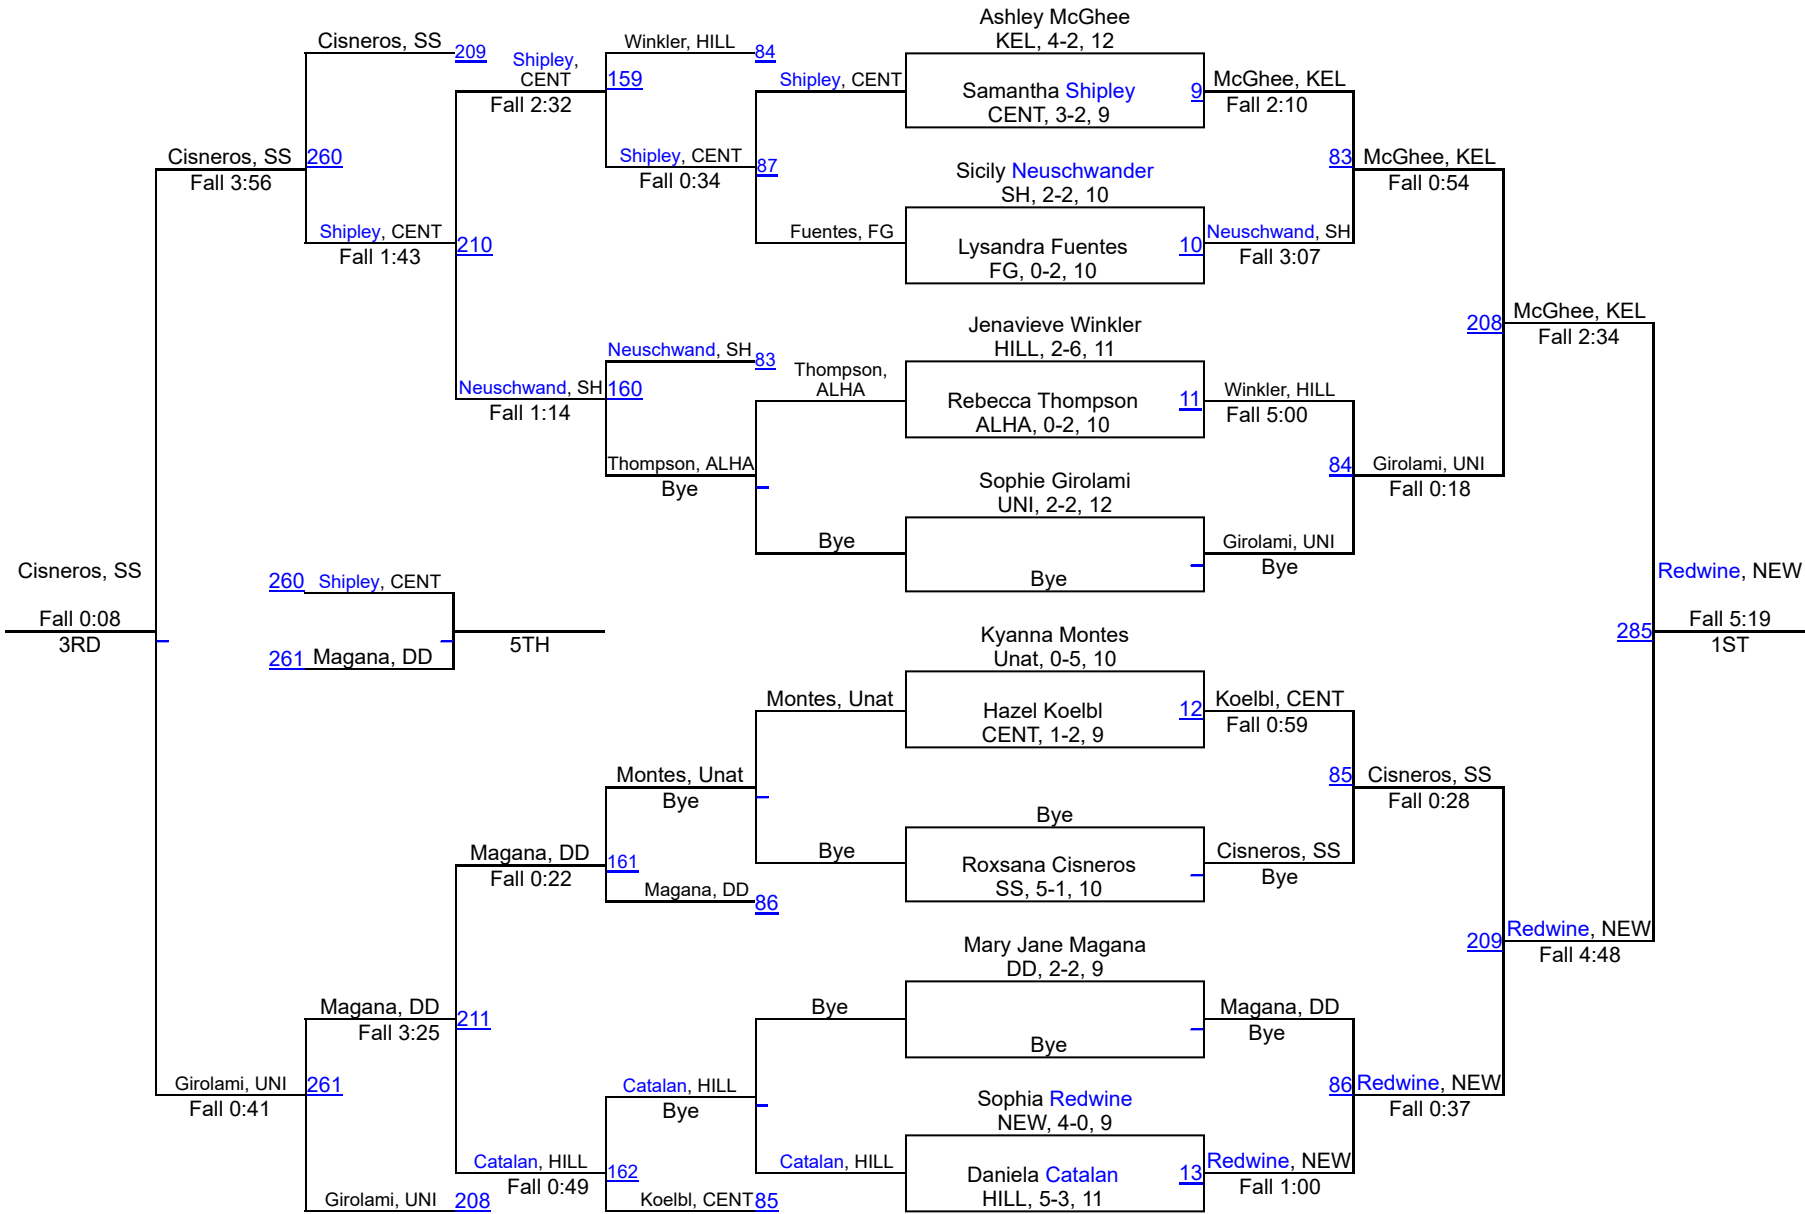 Ashley McGhee
KEL, 4-2, 12
Samantha Shipley
CENT, 3-2, 9
9
Sicily Neuschwander
SH, 2-2, 10
Lysandra Fuentes
FG, 0-2, 10
10
Jenavieve Winkler
HILL, 2-6, 11
Rebecca Thompson
ALHA, 0-2, 10
11
Sophie Girolami
UNI, 2-2, 12
Bye
Kyanna Montes
Unat, 0-5, 10
Hazel Koelbl
CENT, 1-2, 9
12
Bye
Roxsana Cisneros
SS, 5-1, 10
Mary Jane Magana
DD, 2-2, 9
Bye
Sophia Redwine
NEW, 4-0, 9
Daniela Catalan
HILL, 5-3, 11
13
McGhee, KEL
Fall 2:10
Neuschwand, SH
Fall 3:07
Winkler, HILL
Fall 5:00
Girolami, UNI
Bye
Koelbl, CENT
Fall 0:59
Cisneros, SS
Bye
Magana, DD
Bye
Redwine, NEW
Fall 1:00
83
McGhee, KEL
Fall 0:54
84
Girolami, UNI
Fall 0:18
85
Cisneros, SS
Fall 0:28
86
Redwine, NEW
Fall 0:37
208
McGhee, KEL
Fall 2:34
209
Redwine, NEW
Fall 4:48
Redwine, NEW
285
Fall 5:19
1ST
Shipley, CENT
Fuentes, FG
Thompson,
ALHA
Bye
Montes, Unat
Bye
Bye
Catalan, HILL
Winkler, HILL
84
Shipley, CENT
87
Fall 0:34
Neuschwand, SH
83
Thompson, ALHA
Bye
Montes, Unat
Bye
Magana, DD
86
Catalan, HILL
Bye
Koelbl, CENT
85
Shipley,
CENT
159
Fall 2:32
Neuschwand, SH
160
Fall 1:14
Magana, DD
161
Fall 0:22
Catalan, HILL
162
Fall 0:49
Cisneros, SS
209
Shipley, CENT
210
Fall 1:43
Magana, DD
211
Fall 3:25
Girolami, UNI
208
Cisneros, SS
260
Fall 3:56
Girolami, UNI
261
Fall 0:41
Cisneros, SS
Fall 0:08
3RD
260
Shipley, CENT
261
Magana, DD
5TH